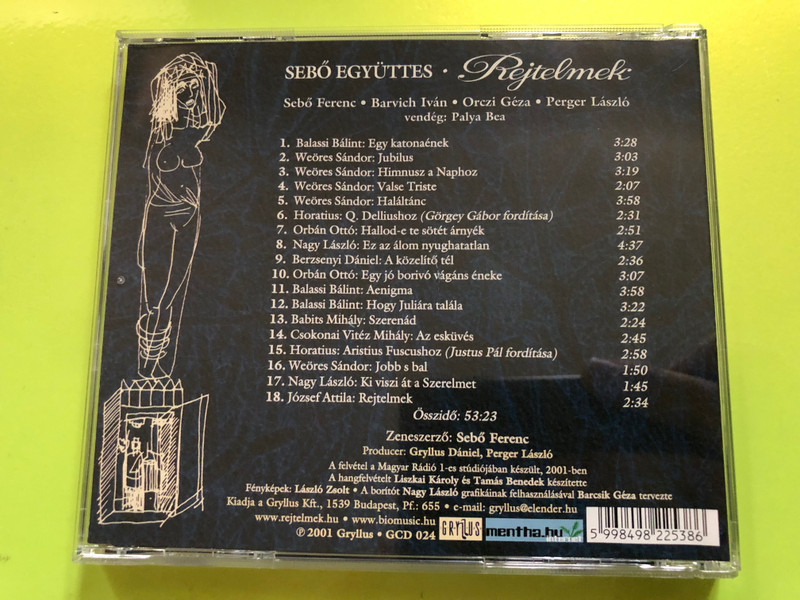 SEBŐ EGYÜTTES • Rejtelmek
Sebő Ferenc • Barvich Iván • Orczi Géza • Perger László
vendég: Palya Bea
1. Balassi Bálint: Egy katonaének 3:28
2. Weöres Sándor: Jubilus 3:03
3. Weöres Sándor: Himnusz a Naphoz 3:19
4. Weöres Sándor: Valse Triste 2:07
5. Weöres Sándor: Haláltánc 3:58
6. Horatius: Q. Delliushoz (Görgey Gábor fordítása) 2:31
7. Orbán Ottó: Hallod-e te sötét árnyék 2:51
8. Nagy László: Ez az álom nyughatatlan 4:37
9. Berzsenyi Dániel: A közelítő tél 2:36
10. Orbán Ottó: Egy jó borivó vágáns éneke 3:07
11. Balassi Bálint: Aenigma 3:58
12. Balassi Bálint: Hogy Juliára talála 3:22
13. Babits Mihály: Szerenád 2:24
14. Csokonai Vitéz Mihály: Az esküvés 2:45
15. Horatius: Aristius Fuscushoz (Justus Pál fordítása) 2:58
16. Weöres Sándor: Jobb s bal 1:50
17. Nagy László: Ki viszi át a Szerelmet 1:45
18. József Attila: Rejtelmek 2:34
Összidő: 53:23
Zeneszerző: Sebő Ferenc
Producer: Gryllus Dániel, Perger László
A felvétel a Magyar Rádió 1-es stúdiójában készült, 2001-ben
A hangfelvételt Liszkai Károly és Tamás Benedek készítette
Fényképek: László Zsolt • A borítót Nagy László grafikáinak felhasználásával Barcsik Géza tervezte
Kiadja a Gryllus Kft., 1539 Budapest, Pf.: 655 • e-mail: gryllus@elender.hu
www.rejtelmek.hu • www.biomusic.hu
℗ 2001 Gryllus • GCD 024
GRYLLUS
mentha.hu
internet
5 998498 225386